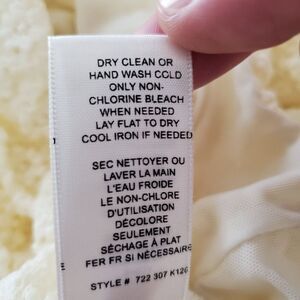 DRY CLEAN OR
HAND WASH COLD
ONLY NON-
CHLORINE BLEACH
WHEN NEEDED
LAY FLAT TO DRY
COOL IRON IF NEEDED
SEC NETTOYER OU
LAVER LA MAIN
L'EAU FROIDE
LE NON-CHLORE
D'UTILISATION
DÉCOLORE
SEULEMENT
SÉCHAGE À PLAT
FER FR SI NÉCESSAIRE
STYLE # 722 307 K126